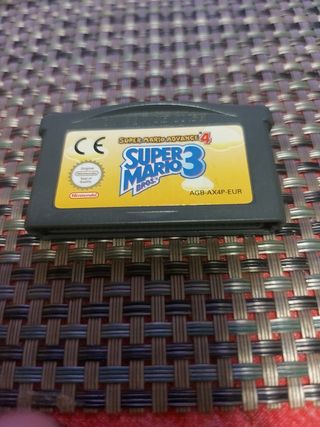 SUPER MARIO ADVANCE 4
CE
SUPER
MARIO
BROS. 3
Nintendo
AGB-AX4P-EUR